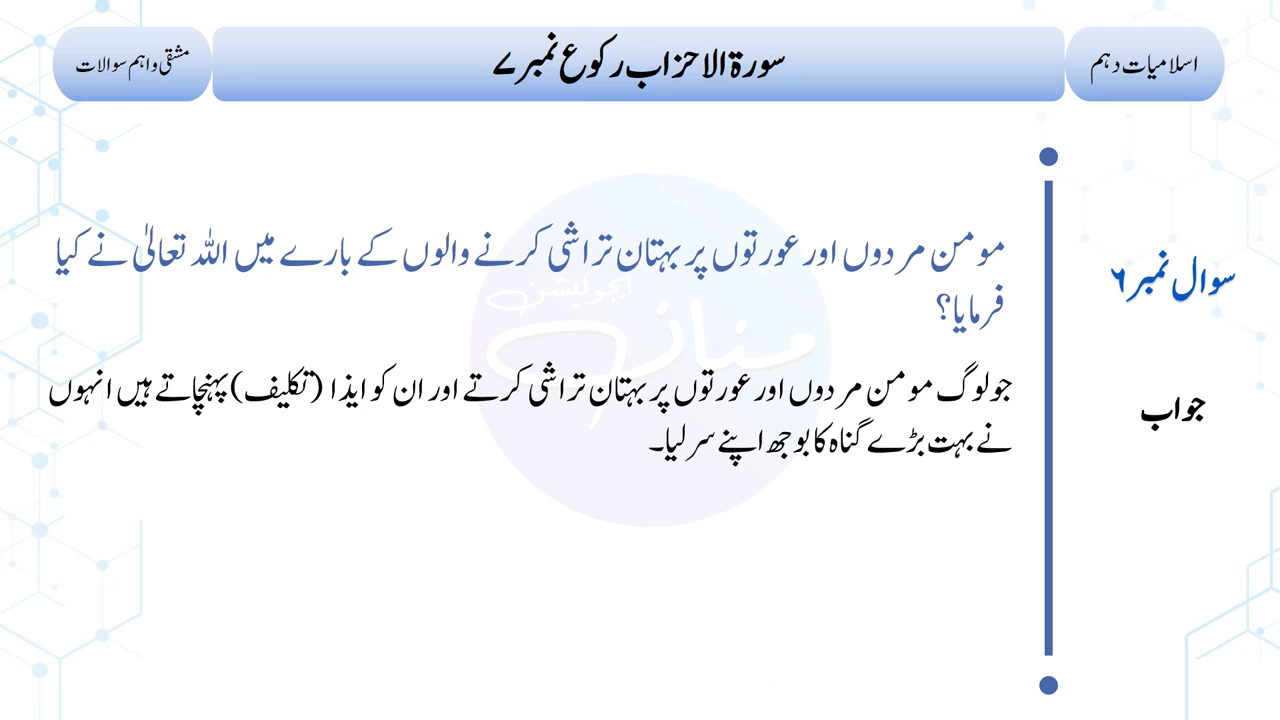 اسلامیات دہم
سورۃ الاحزاب رکوع نمبر ۷
مشقی و اہم سوالات
سوال نمبر ۶
مومن مردوں اور عورتوں پر بہتان تراشی کرنے والوں کے بارے میں اللہ تعالیٰ نے کیا
فرمایا؟
جواب
جو لوگ مومن مردوں اور عورتوں پر بہتان تراشی کرتے اور ان کو ایذا (تکلیف) پہنچاتے ہیں انہوں
نے بہت بڑے گناہ کا بوجھ اپنے سر لیا۔
ایجوکیشن